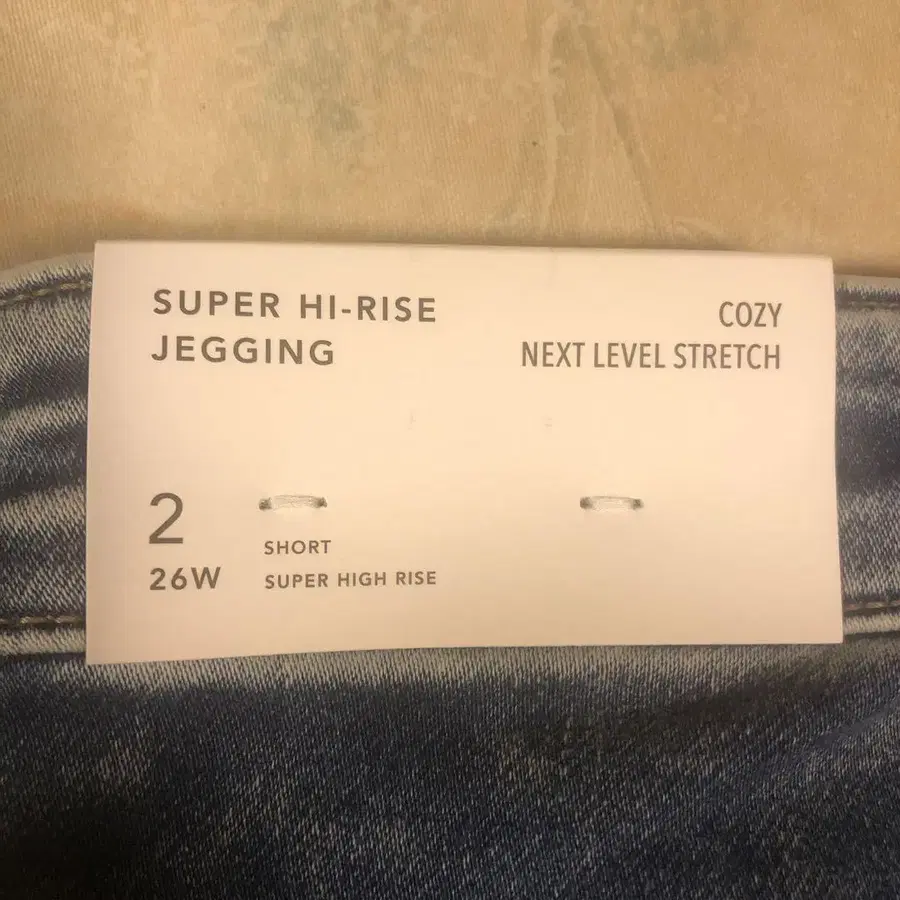 SUPER HI-RISE
JEGGING
COZY
NEXT LEVEL STRETCH
2
26W
SHORT
SUPER HIGH RISE